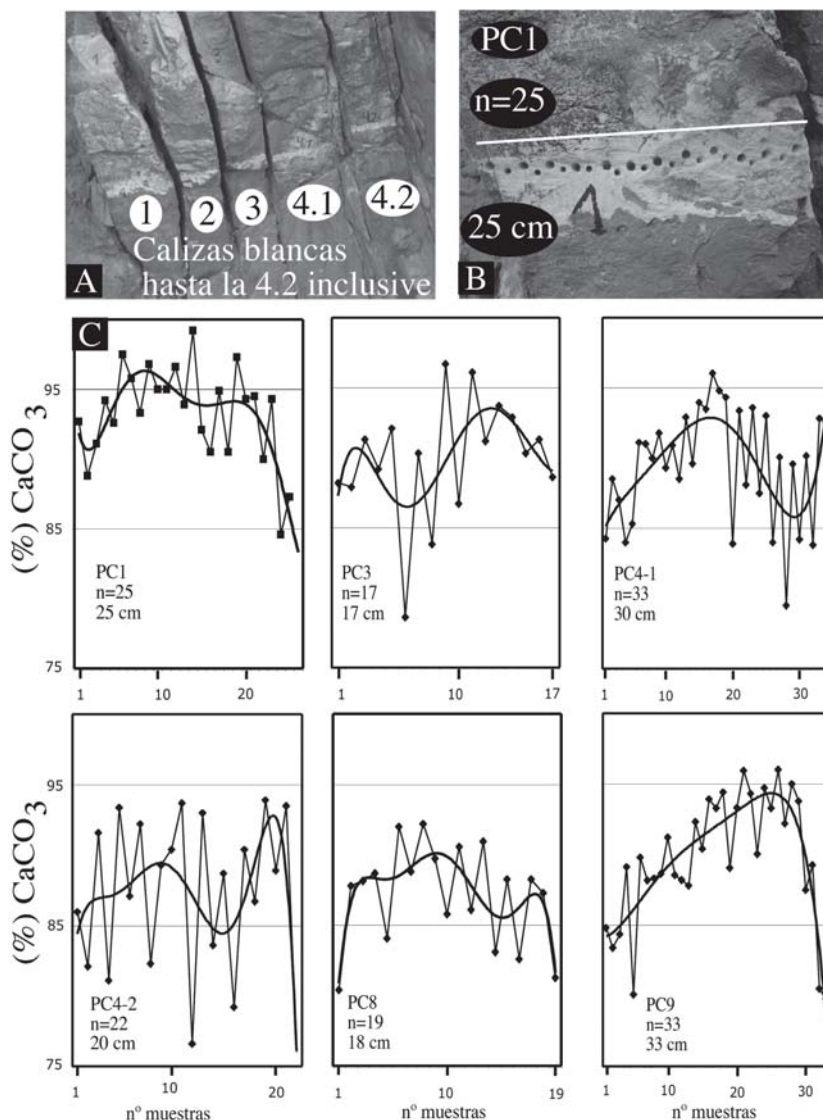 1 2 3 4.1 4.2
Calizas blancas
hasta la 4.2 inclusive
A
PC1
n=25
25 cm
B
C
(%) CaCO3
95
85
75
PC1
n=25
25 cm
1 10 20
PC3
n=17
17 cm
1 10 17
PC4-1
n=33
30 cm
1 10 20 30
(%) CaCO3
95
85
75
PC4-2
n=22
20 cm
1 10 20
nº muestras
PC8
n=19
18 cm
1 10 19
nº muestras
PC9
n=33
33 cm
1 10 20 30
nº muestras